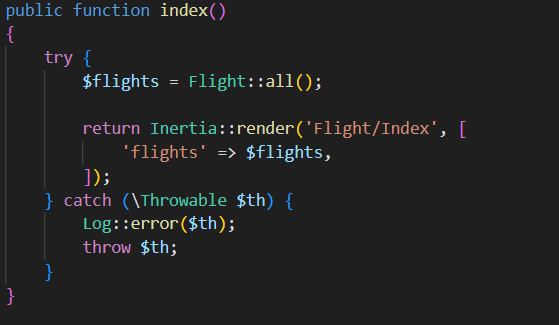 public function index()
{
    try {
        $flights = Flight::all();

        return Inertia::render('Flight/Index', [
            'flights' => $flights,
        ]);
    } catch (\Throwable $th) {
        Log::error($th);
        throw $th;
    }
}